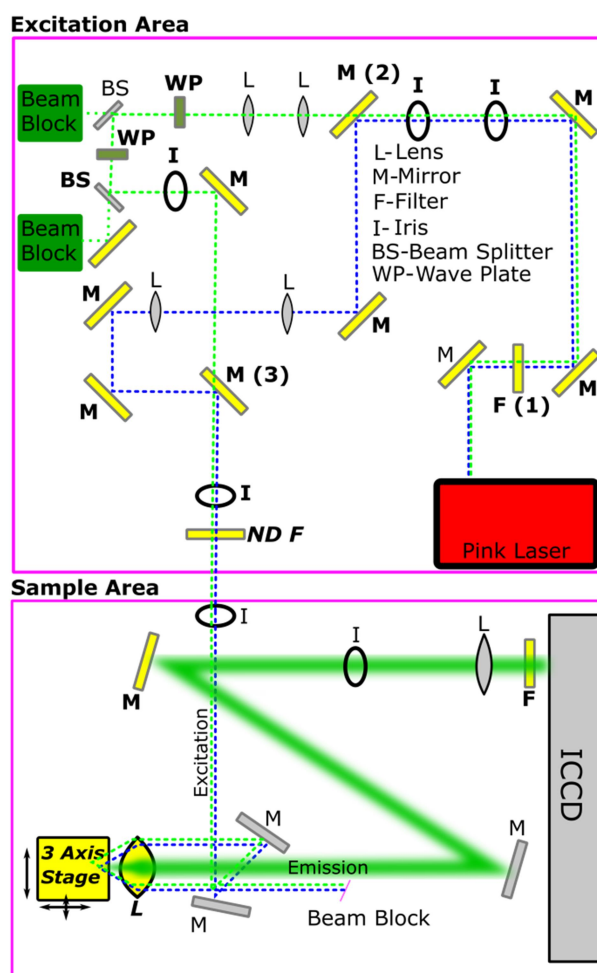 Excitation Area
Beam
Block
BS
WP
L
L
M (2)
I
I
M
WP
BS
I
M
L-Lens
M-Mirror
F-Filter
I- Iris
BS-Beam Splitter
WP-Wave Plate
Beam
Block
M
L
L
M
M
M (3)
M
F (1)
M
I
ND F
Pink Laser
Sample Area
I
M
I
L
F
Excitation
ICCD
M
M
3 Axis
Stage
L
Emission
M
Beam Block